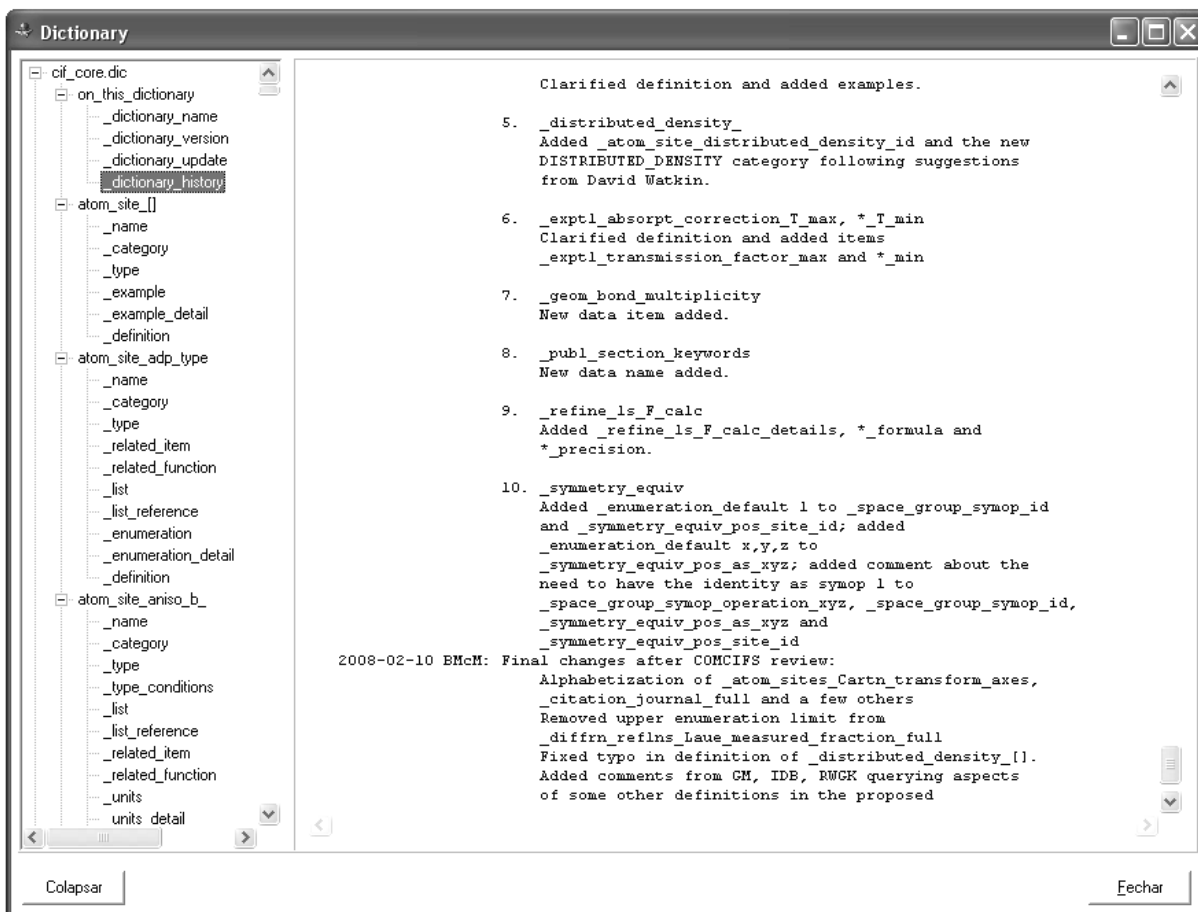 Dictionary
cif_core.dic
on_this_dictionary
_dictionary_name
_dictionary_version
_dictionary_update
_dictionary_history
atom_site_[]
_name
_category
_type
_example
_example_detail
_definition
atom_site_adp_type
_name
_category
_type
_related_item
_related_function
_list
_list_reference
_enumeration
_enumeration_detail
_definition
atom_site_aniso_b_
_name
_category
_type
_type_conditions
_list
_list_reference
_related_item
_related_function
_units
_units_detail
Clarified definition and added examples.
5. _distributed_density_
Added _atom_site_distributed_density_id and the new
DISTRIBUTED_DENSITY category following suggestions
from David Watkin.
6. _exptl_absorpt_correction_T_max, *_T_min
Clarified definition and added items
_exptl_transmission_factor_max and *_min
7. _geom_bond_multiplicity
New data item added.
8. _publ_section_keywords
New data name added.
9. _refine_ls_F_calc
Added _refine_ls_F_calc_details, *_formula and
*_precision.
10. _symmetry_equiv
Added _enumeration_default 1 to _space_group_symop_id
and _symmetry_equiv_pos_site_id; added
_enumeration_default x,y,z to
_symmetry_equiv_pos_as_xyz; added comment about the
need to have the identity as symop 1 to
_space_group_symop_operation_xyz, _space_group_symop_id,
_symmetry_equiv_pos_as_xyz and
_symmetry_equiv_pos_site_id
2008-02-10 BMcM: Final changes after COMCIFS review:
Alphabetization of _atom_sites_Cartn_transform_axes,
_citation_journal_full and a few others
Removed upper enumeration limit from
_diffrn_reflns_Laue_measured_fraction_full
Fixed typo in definition of _distributed_density_[].
Added comments from GM, IDB, RWGK querying aspects
of some other definitions in the proposed
Colapsar
Fechar